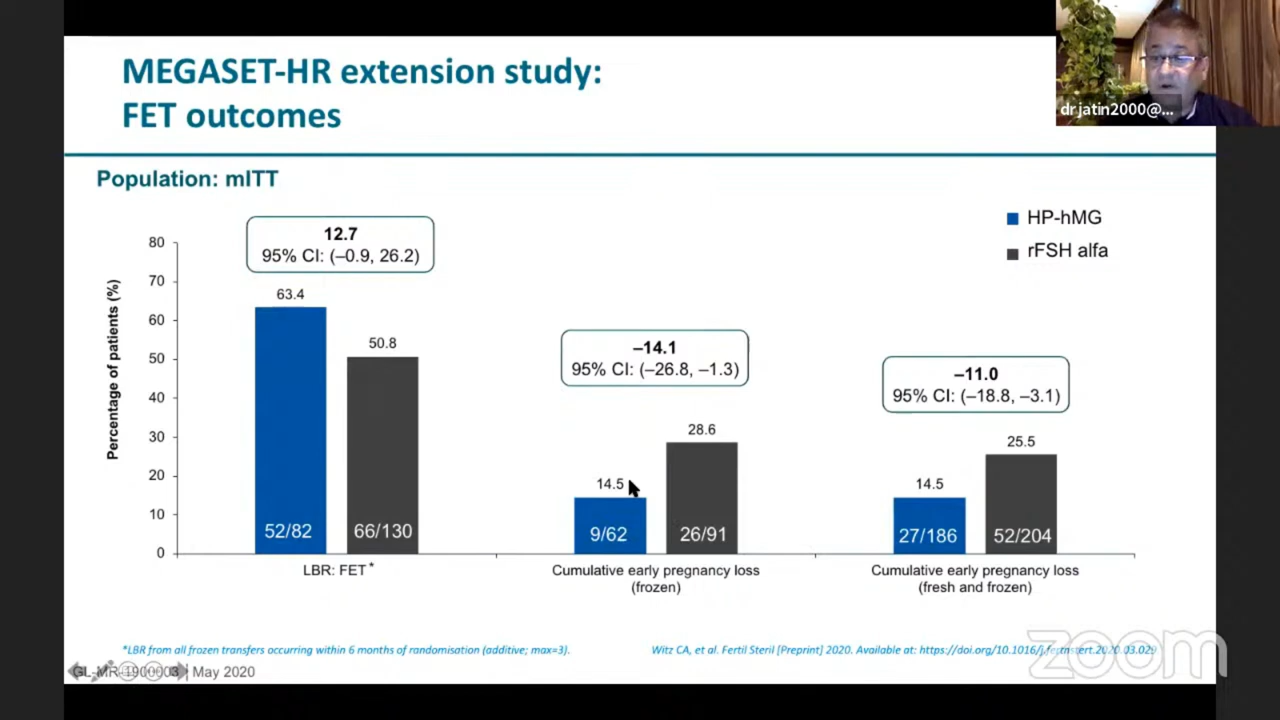 MEGASET-HR extension study:
FET outcomes
drjatin2000@...
Population: mITT
HP-hMG
rFSH alfa
Percentage of patients (%)
80
70
60
50
40
30
20
10
0
12.7
95% CI: (–0.9, 26.2)
63.4
50.8
52/82
66/130
LBR: FET*
–14.1
95% CI: (–26.8, –1.3)
14.5
28.6
9/62
26/91
Cumulative early pregnancy loss
(frozen)
–11.0
95% CI: (–18.8, –3.1)
14.5
25.5
27/186
52/204
Cumulative early pregnancy loss
(fresh and frozen)
*LBR from all frozen transfers occurring within 6 months of randomisation (additive; max=3).
Witz CA, et al. Fertil Steril [Preprint] 2020. Available at: https://doi.org/10.1016/j.fertnstert.2020.03.029
GL-MR-1900003 | May 2020
zoom